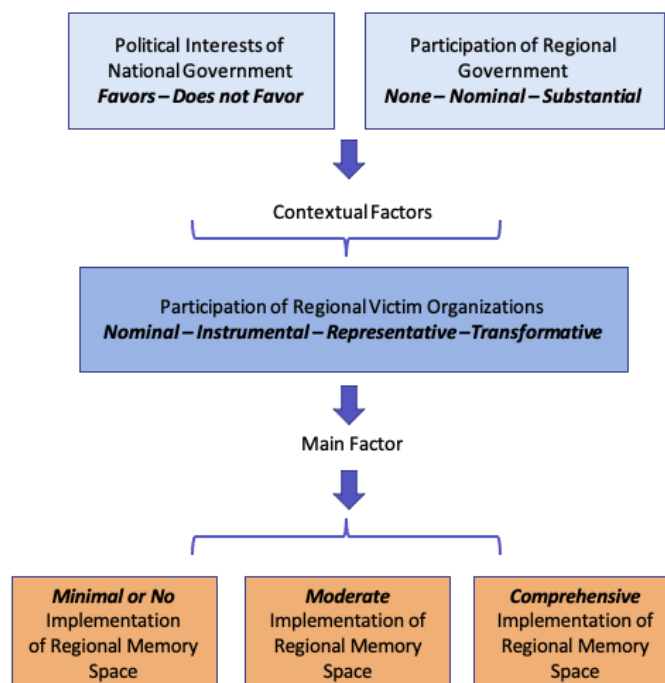 Political Interests of
National Government
Favors – Does not Favor
Participation of Regional
Government
None – Nominal – Substantial
Contextual Factors
Participation of Regional Victim Organizations
Nominal – Instrumental – Representative –Transformative
Main Factor
Minimal or No
Implementation
of Regional Memory
Space
Moderate
Implementation of
Regional Memory
Space
Comprehensive
Implementation of
Regional Memory
Space